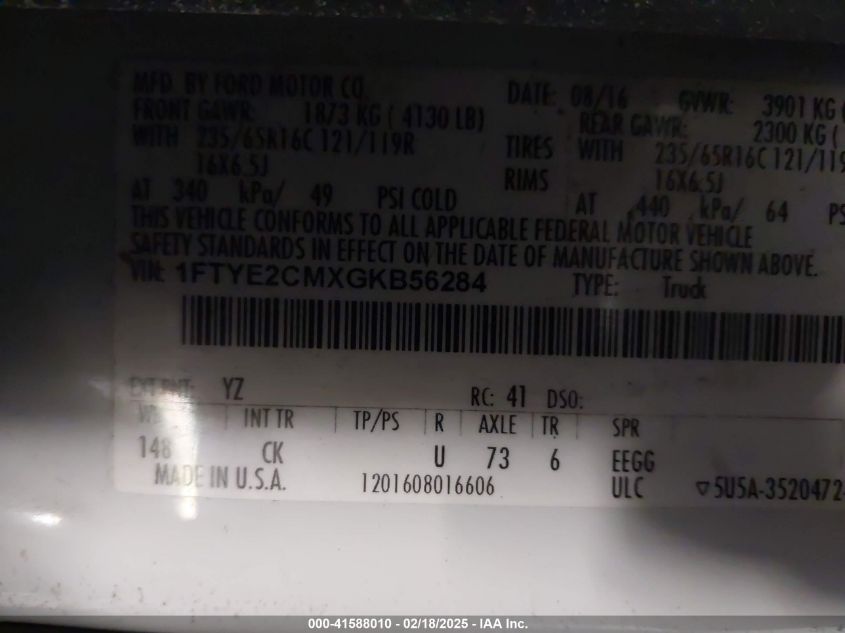 MFD. BY FORD MOTOR CO. DATE: 08/16 GVWR: 3901 KG (
FRONT GAWR: 1873 KG ( 4130 LB) REAR GAWR: 2300 KG (
WITH 235/65R16C 121/119R TIRES WITH 235/65R16C 121/119
16X6.5J RIMS 16X6.5J
AT 340 kPa/ 49 PSI COLD AT 440 kPa/ 64 PS
THIS VEHICLE CONFORMS TO ALL APPLICABLE FEDERAL MOTOR VEHICLE
SAFETY STANDARDS IN EFFECT ON THE DATE OF MANUFACTURE SHOWN ABOVE.
VIN: 1FTYE2CMXGKB56284 TYPE: Truck
EXT PNT: YZ RC: 41 DSO:
WB INT TR TP/PS R AXLE TR SPR
148 CK U 73 6 EEGG
MADE IN U.S.A. 1201608016606 ULC ▽5U5A-3520472-
000-41588010 - 02/18/2025 - IAA Inc.